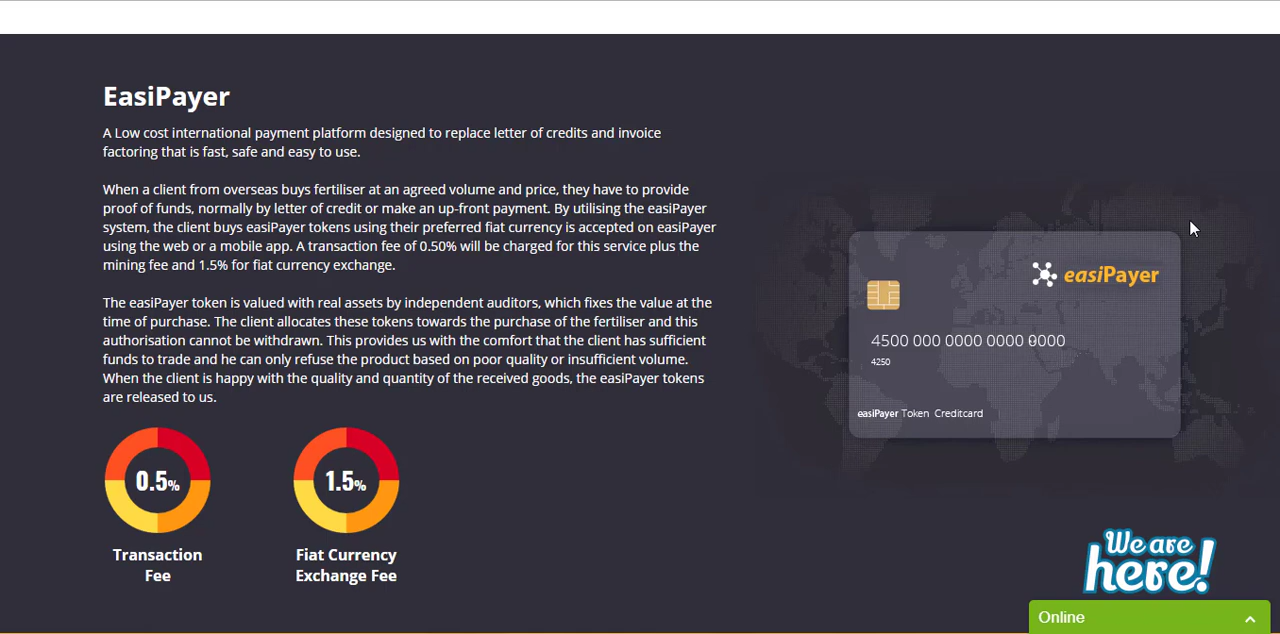 EasiPayer
A Low cost international payment platform designed to replace letter of credits and invoice
factoring that is fast, safe and easy to use.
When a client from overseas buys fertiliser at an agreed volume and price, they have to provide
proof of funds, normally by letter of credit or make an up-front payment. By utilising the easiPayer
system, the client buys easiPayer tokens using their preferred fiat currency is accepted on easiPayer
using the web or a mobile app. A transaction fee of 0.50% will be charged for this service plus the
mining fee and 1.5% for fiat currency exchange.
The easiPayer token is valued with real assets by independent auditors, which fixes the value at the
time of purchase. The client allocates these tokens towards the purchase of the fertiliser and this
authorisation cannot be withdrawn. This provides us with the comfort that the client has sufficient
funds to trade and he can only refuse the product based on poor quality or insufficient volume.
When the client is happy with the quality and quantity of the received goods, the easiPayer tokens
are released to us.
0.5%
Transaction
Fee
1.5%
Fiat Currency
Exchange Fee
easiPayer
4500 000 0000 0000 0000
4250
easiPayer Token Creditcard
We are
here!
Online